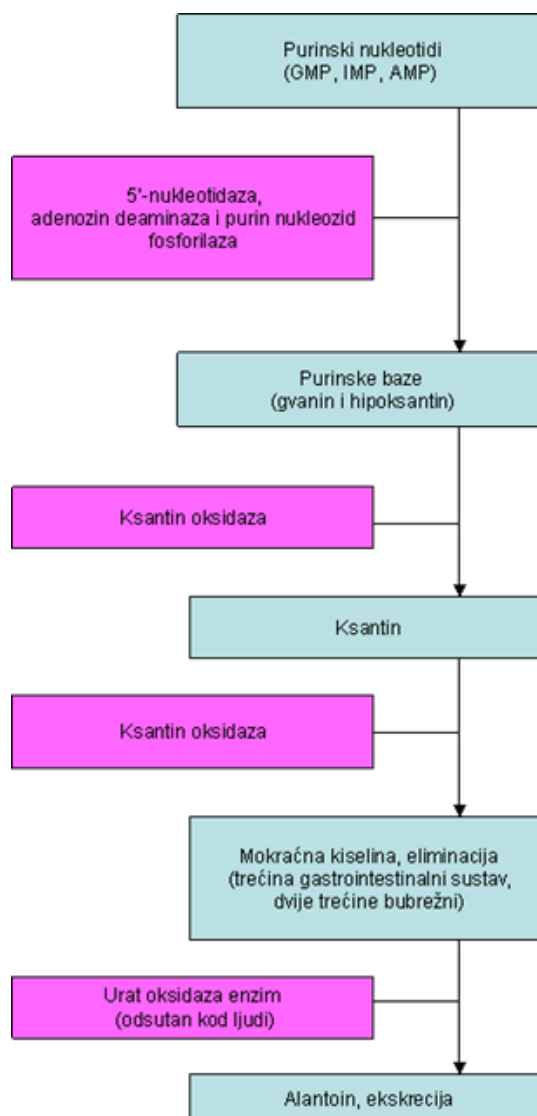 Purinski nukleotidi
(GMP, IMP, AMP)
5'-nukleotidaza,
adenozin deaminaza i purin nukleozid
fosforilaza
Purinske baze
(gvanin i hipoksantin)
Ksantin oksidaza
Ksantin
Ksantin oksidaza
Mokraćna kiselina, eliminacija
(trećina gastrointestinalni sustav,
dvije trećine bubrežni)
Urat oksidaza enzim
(odsutan kod ljudi)
Alantoin, ekskrecija